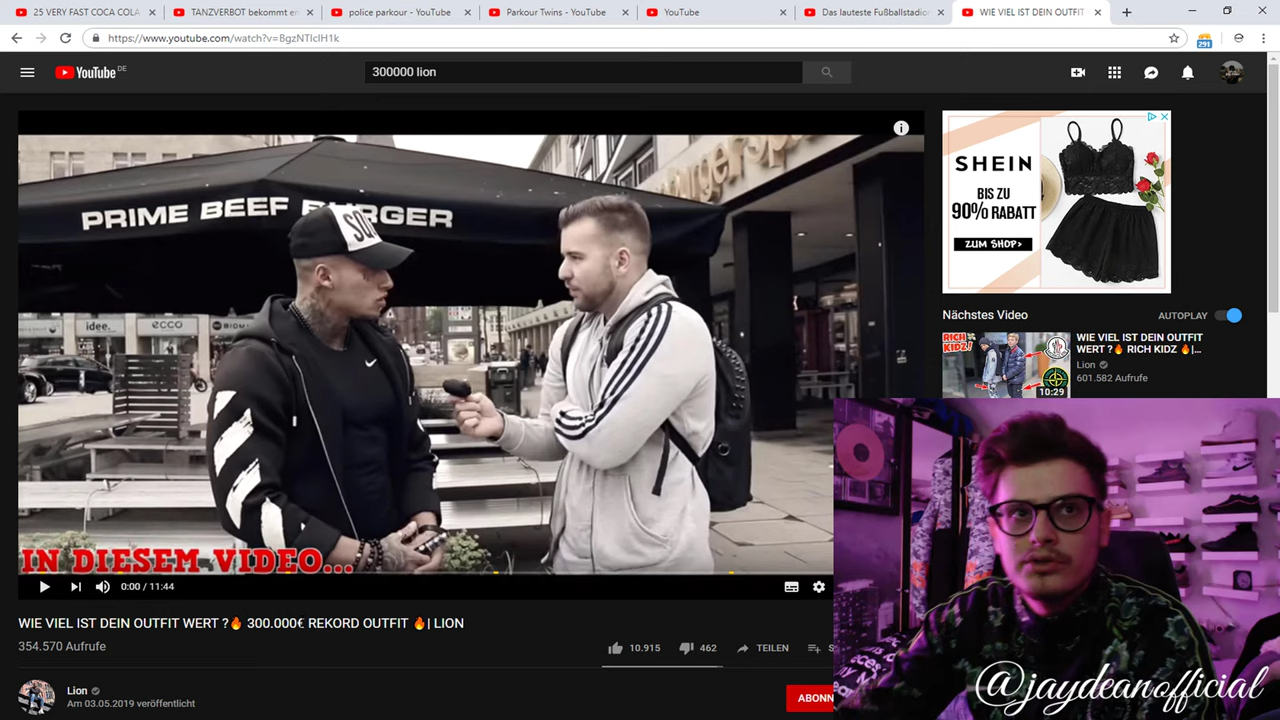 25 VERY FAST COCA COLA
TANZVERBOT bekommt er
police parkour - YouTube
Parkour Twins - YouTube
YouTube
Das lauteste Fußballstadion
WIE VIEL IST DEIN OUTFIT
https://www.youtube.com/watch?v=BgzNTlclH1k
291
YouTube DE
300000 lion
PRIME BEEF BURGER
SHEIN
BIS ZU
90% RABATT
ZUM SHOP>
Nächstes Video
AUTOPLAY
RICH
KIDZ!
10:29
WIE VIEL IST DEIN OUTFIT
WERT ?🔥 RICH KIDZ 🔥|...
Lion
601.582 Aufrufe
idee.
ecco
IN DIESEM VIDEO...
0:00 / 11:44
WIE VIEL IST DEIN OUTFIT WERT ?🔥 300.000€ REKORD OUTFIT 🔥| LION
354.570 Aufrufe
10.915
462
TEILEN
S
Lion
Am 03.05.2019 veröffentlicht
ABONN
@jaydeanofficial